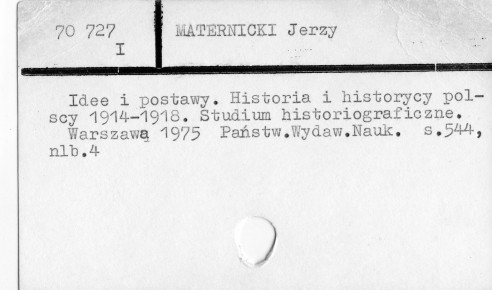 70 727
I
MATERNICKI Jerzy
Idee i postawy. Historia i historycy pol-
scy 1914-1918. Studium historiograficzne.
Warszawą 1975 Państw.Wydaw.Nauk. s.544,
nlb.4